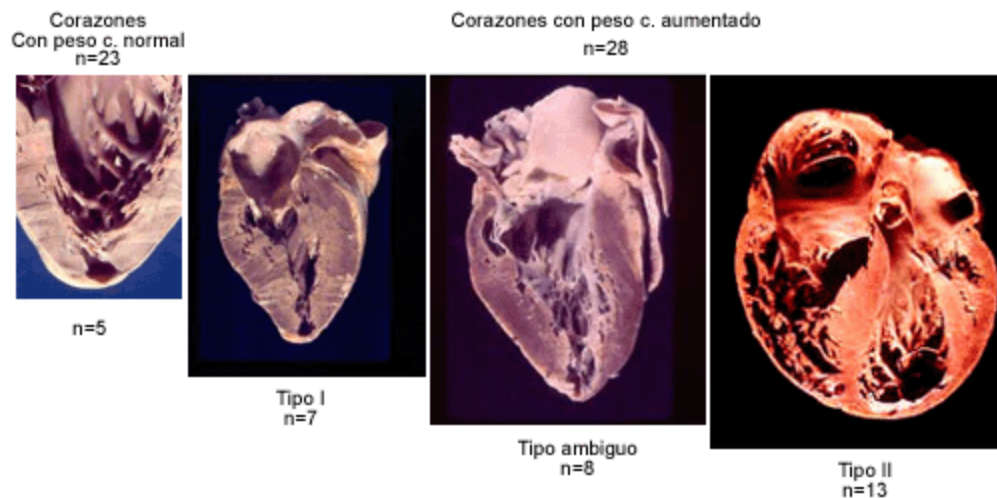 Corazones
Con peso c. normal
n=23
Corazones con peso c. aumentado
n=28
n=5
Tipo I
n=7
Tipo ambiguo
n=8
Tipo II
n=13